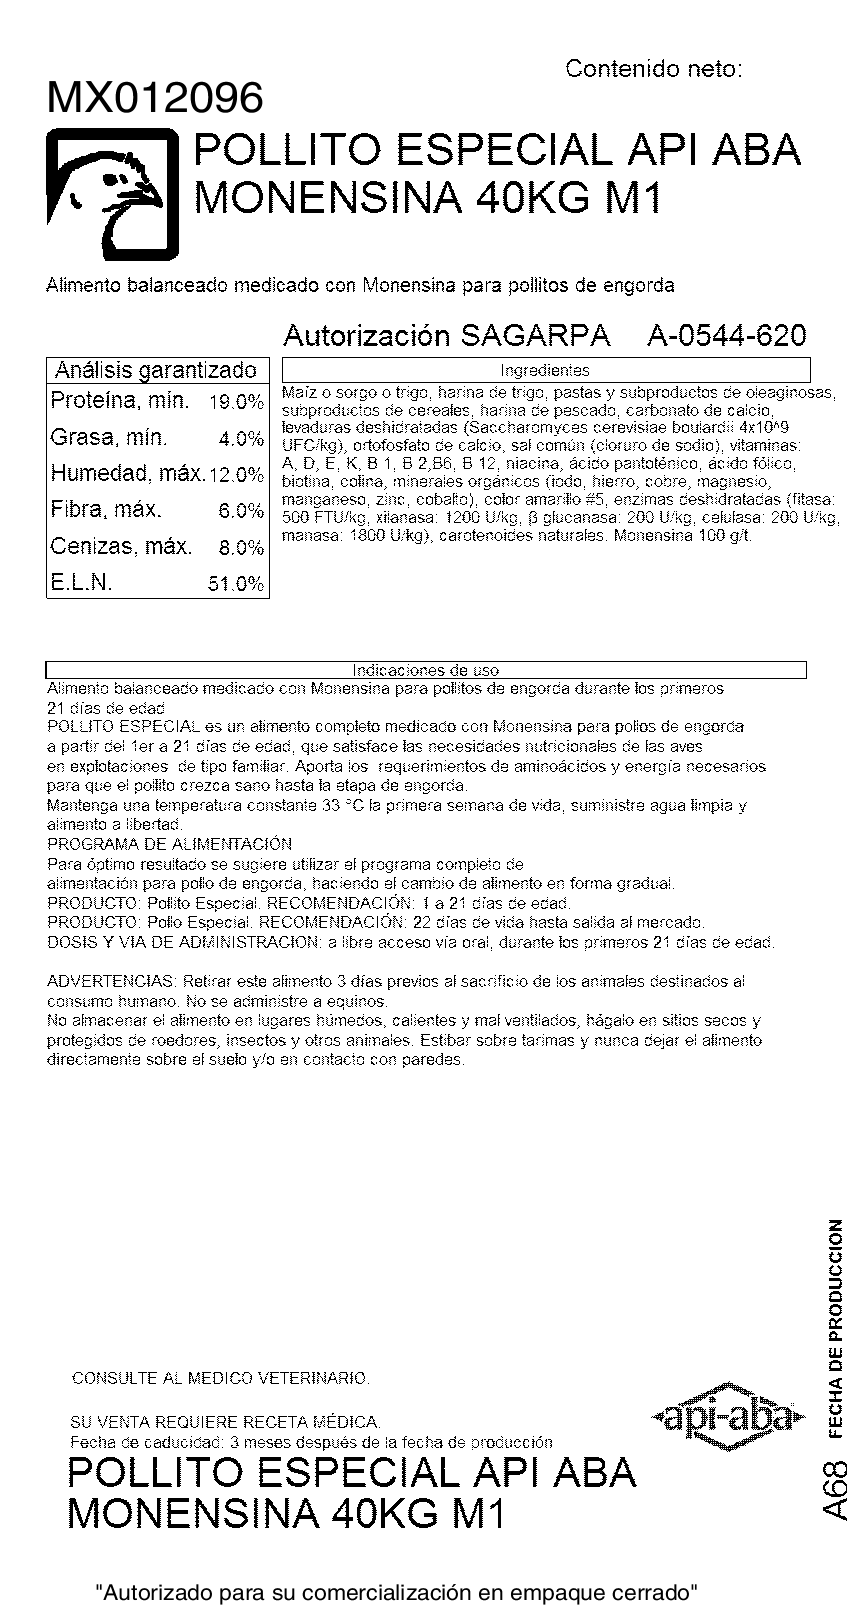 Contenido neto:
MX012096
POLLITO ESPECIAL API ABA
MONENSINA 40KG M1
Alimento balanceado medicado con Monensina para pollitos de engorda
Autorización SAGARPA A-0544-620
Análisis garantizado
Proteína, mín. 19.0%
Grasa, mín. 4.0%
Humedad, máx. 12.0%
Fibra, máx. 6.0%
Cenizas, máx. 8.0%
E.L.N. 51.0%
Ingredientes
Maíz o sorgo o trigo, harina de trigo, pastas y subproductos de oleaginosas,
subproductos de cereales, harina de pescado, carbonato de calcio,
levaduras deshidratadas (Saccharomyces cerevisiae boulardii 4x10^9
UFC/kg), ortofosfato de calcio, sal común (cloruro de sodio), vitaminas:
A, D, E, K, B 1, B 2,B6, B 12, niacina, ácido pantoténico, ácido fólico,
biotina, colina, minerales orgánicos (iodo, hierro, cobre, magnesio,
manganeso, zinc, cobalto), color amarillo #5, enzimas deshidratadas (fitasa:
500 FTU/kg, xilanasa: 1200 U/kg, β glucanasa: 200 U/kg, celulasa: 200 U/kg,
manasa: 1800 U/kg), carotenoides naturales. Monensina 100 g/t.
Indicaciones de uso
Alimento balanceado medicado con Monensina para pollitos de engorda durante los primeros
21 días de edad
POLLITO ESPECIAL es un alimento completo medicado con Monensina para pollos de engorda
a partir del 1er a 21 días de edad, que satisface las necesidades nutricionales de las aves
en explotaciones de tipo familiar. Aporta los requerimientos de aminoácidos y energía necesarios
para que el pollito crezca sano hasta la etapa de engorda.
Mantenga una temperatura constante 33 °C la primera semana de vida, suministre agua limpia y
alimento a libertad.
PROGRAMA DE ALIMENTACIÓN
Para óptimo resultado se sugiere utilizar el programa completo de
alimentación para pollo de engorda, haciendo el cambio de alimento en forma gradual.
PRODUCTO: Pollito Especial. RECOMENDACIÓN: 1 a 21 días de edad.
PRODUCTO: Pollo Especial. RECOMENDACIÓN: 22 días de vida hasta salida al mercado.
DOSIS Y VIA DE ADMINISTRACION: a libre acceso vía oral, durante los primeros 21 días de edad.
ADVERTENCIAS: Retirar este alimento 3 días previos al sacrificio de los animales destinados al
consumo humano. No se administre a equinos.
No almacenar el alimento en lugares húmedos, calientes y mal ventilados, hágalo en sitios secos y
protegidos de roedores, insectos y otros animales. Estibar sobre tarimas y nunca dejar el alimento
directamente sobre el suelo y/o en contacto con paredes.
FECHA DE PRODUCCION
A68
CONSULTE AL MEDICO VETERINARIO.
api-aba
SU VENTA REQUIERE RECETA MÉDICA.
Fecha de caducidad: 3 meses después de la fecha de producción
POLLITO ESPECIAL API ABA
MONENSINA 40KG M1
"Autorizado para su comercialización en empaque cerrado"